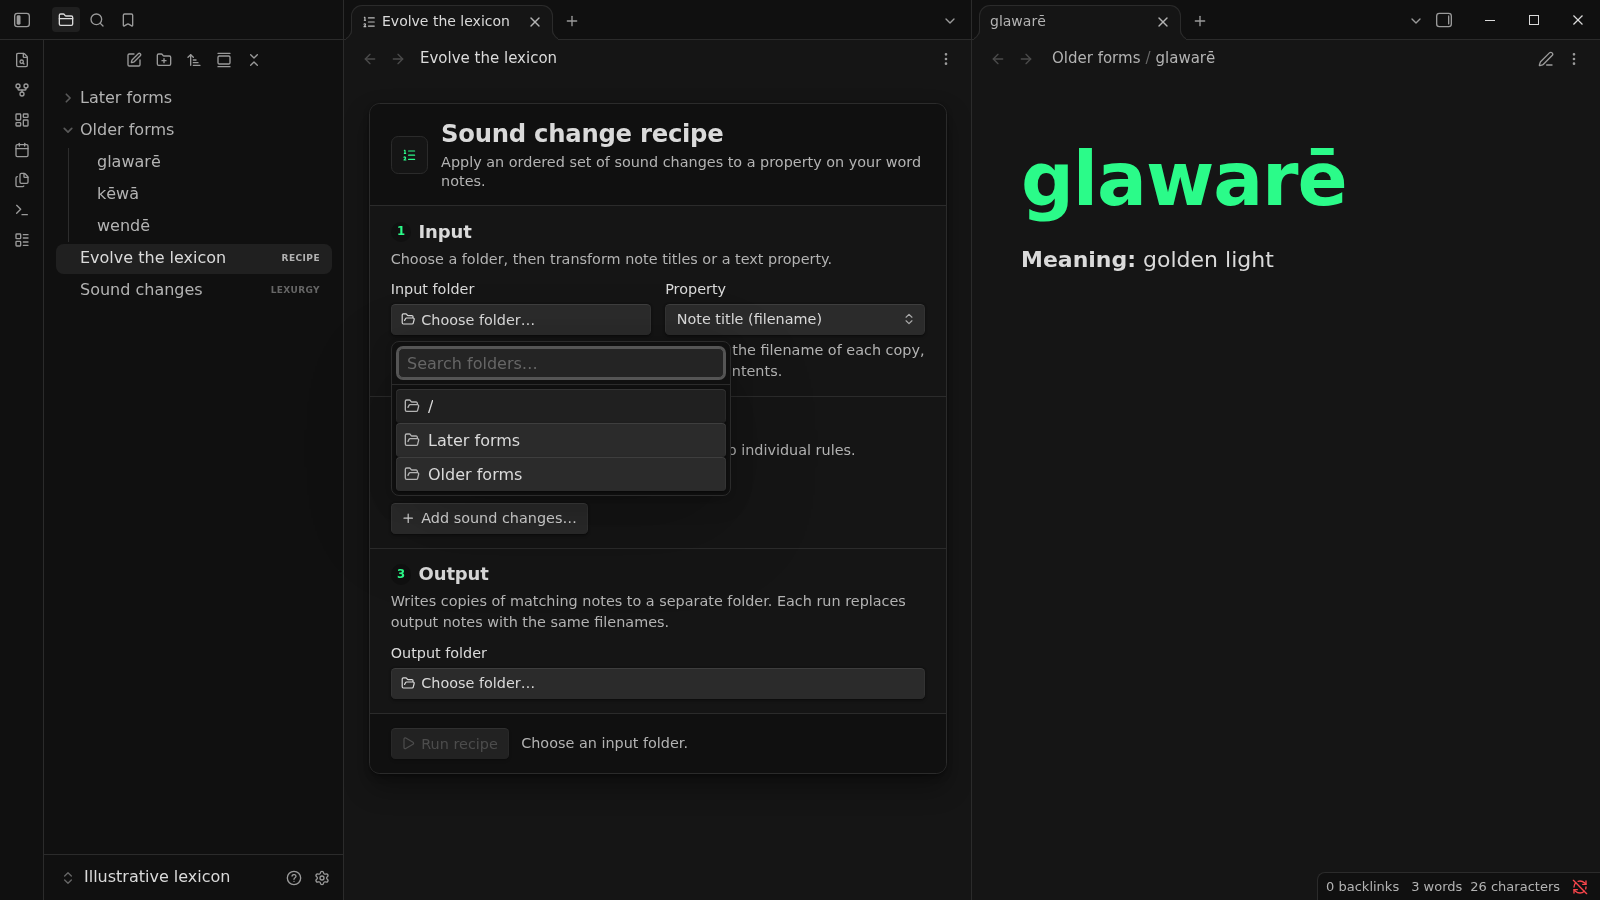 Evolve the lexicon
glawarē
Evolve the lexicon
Older forms / glawarē
Later forms
Older forms
glawarē
kēwā
wendē
Evolve the lexicon RECIPE
Sound changes LEXURGY
Illustrative lexicon
Sound change recipe
Apply an ordered set of sound changes to a property on your word
notes.
1 Input
Choose a folder, then transform note titles or a text property.
Input folder Property
Choose folder… Note title (filename)
the filename of each copy,
ntents.
Search folders…
/
Later forms
individual rules.
Older forms
Add sound changes…
3 Output
Writes copies of matching notes to a separate folder. Each run replaces
output notes with the same filenames.
Output folder
Choose folder…
Run recipe Choose an input folder.
glawarē
Meaning: golden light
0 backlinks 3 words 26 characters